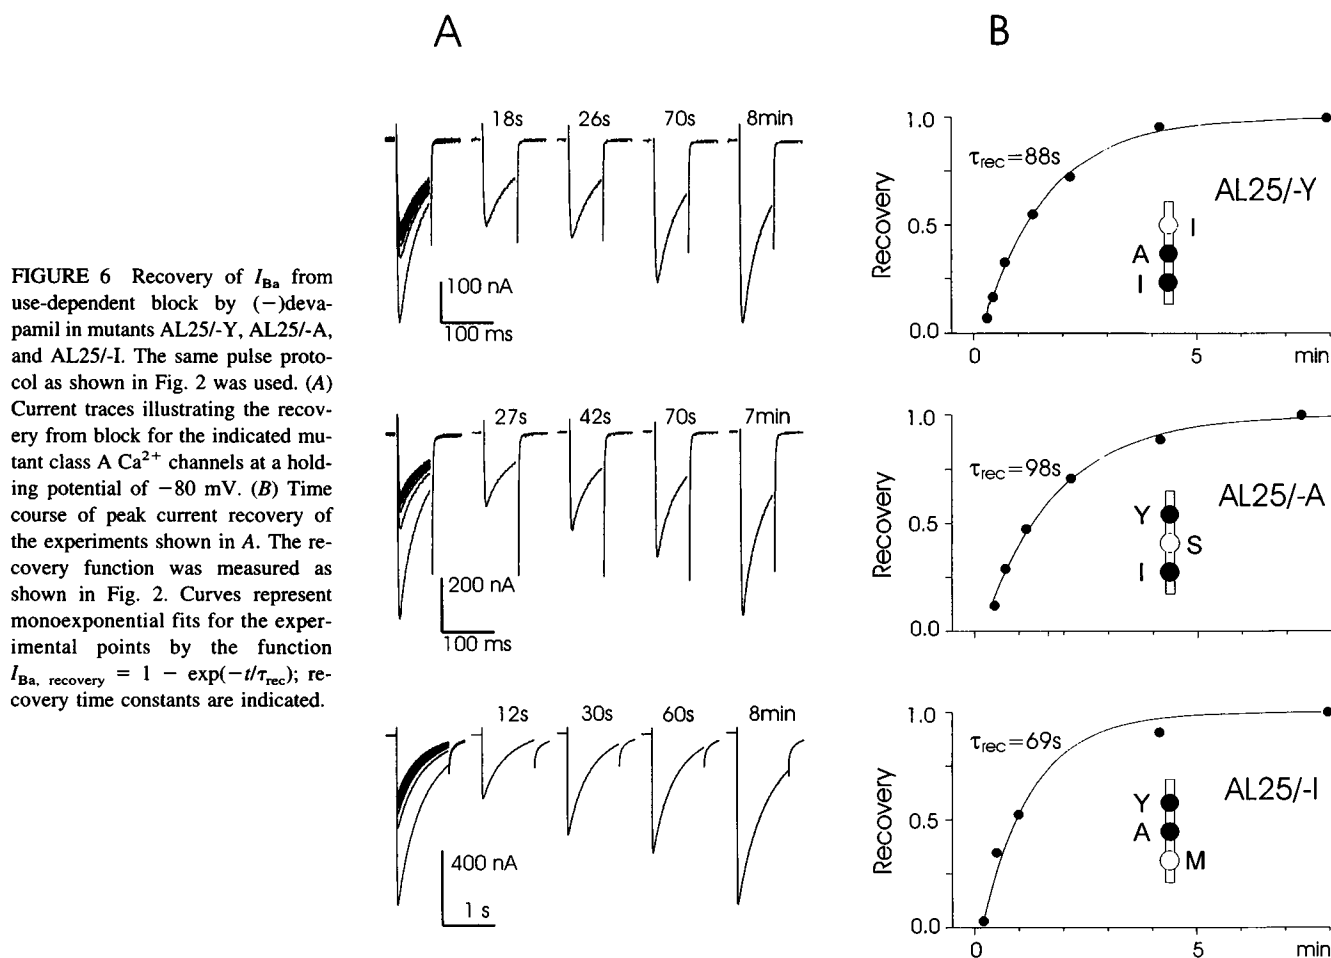 A
B
FIGURE 6 Recovery of I_Ba from
use-dependent block by (−)deva-
pamil in mutants AL25/-Y, AL25/-A,
and AL25/-I. The same pulse proto-
col as shown in Fig. 2 was used. (A)
Current traces illustrating the recov-
ery from block for the indicated mu-
tant class A Ca²⁺ channels at a hold-
ing potential of −80 mV. (B) Time
course of peak current recovery of
the experiments shown in A. The re-
covery function was measured as
shown in Fig. 2. Curves represent
monoexponential fits for the exper-
imental points by the function
I_Ba, recovery = 1 − exp(−t/τ_rec); re-
covery time constants are indicated.
18s 26s 70s 8min
100 nA
100 ms
Recovery
1.0
0.5
0.0
τ_rec=88s
AL25/-Y
I
A
I
0 5 min
27s 42s 70s 7min
200 nA
100 ms
Recovery
1.0
0.5
0.0
τ_rec=98s
AL25/-A
Y
S
I
0 5 min
12s 30s 60s 8min
400 nA
1 s
Recovery
1.0
0.5
0.0
τ_rec=69s
AL25/-I
Y
A
M
0 5 min